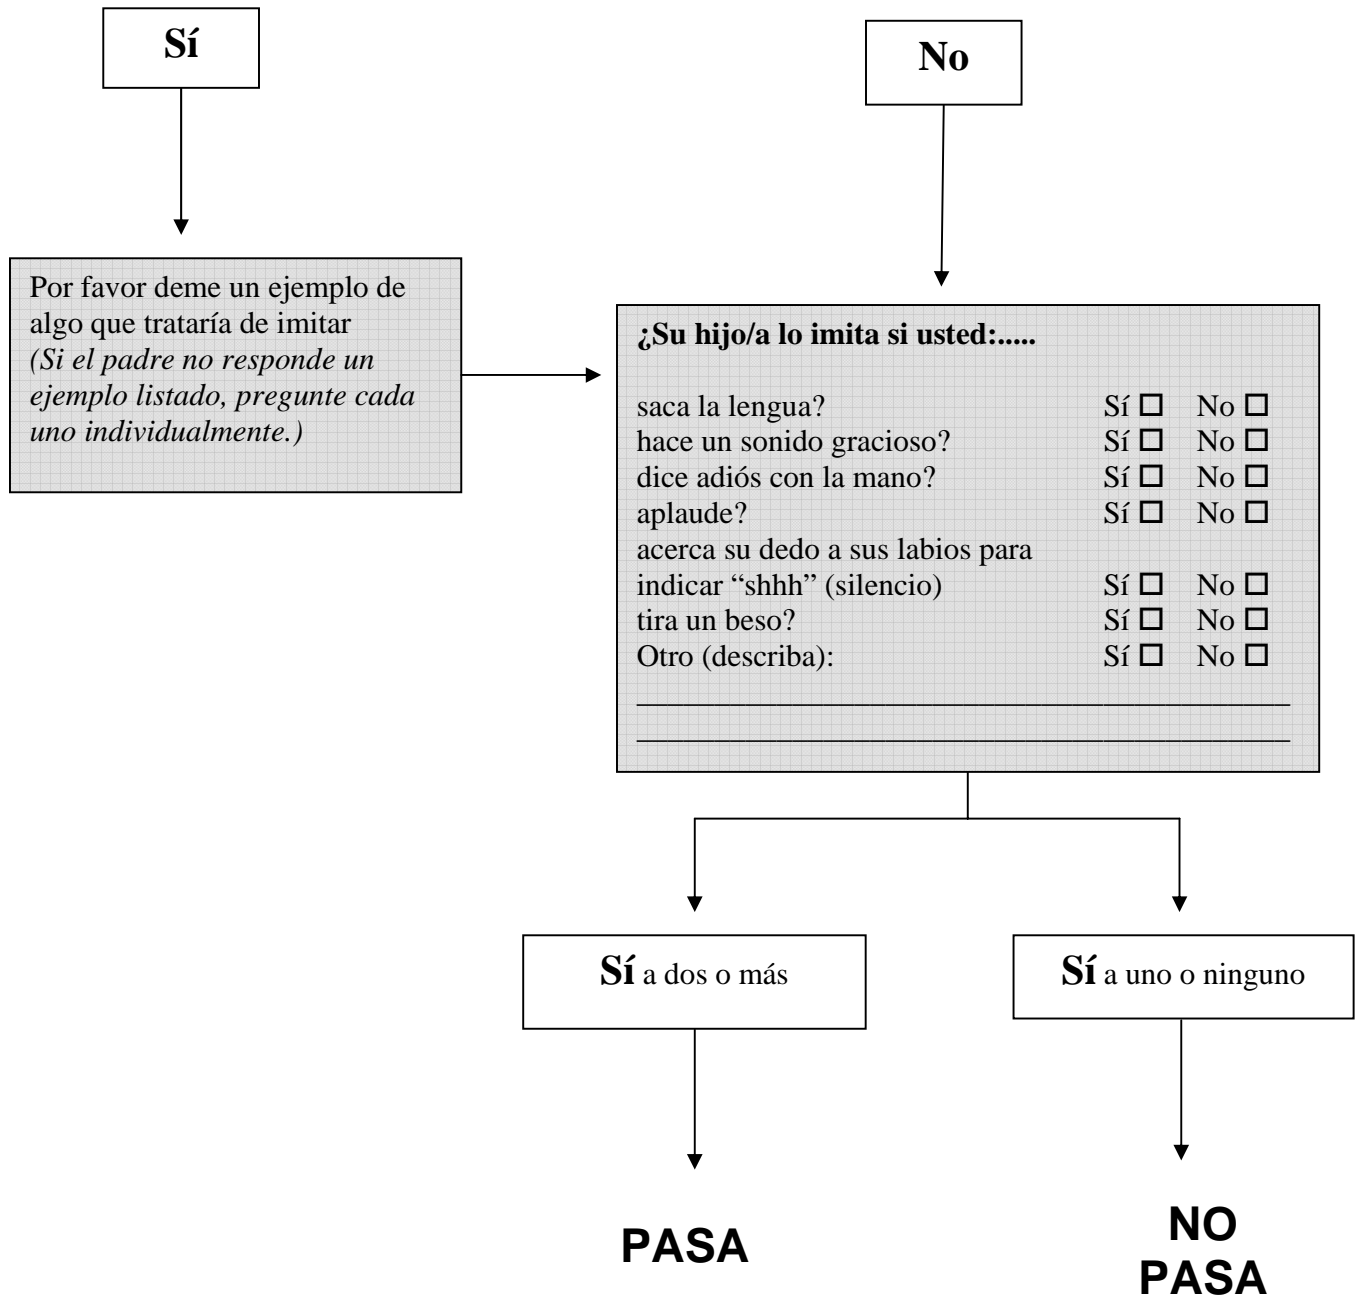 Sí
No
Por favor deme un ejemplo de
algo que trataría de imitar
(Si el padre no responde un
ejemplo listado, pregunte cada
uno individualmente.)
¿Su hijo/a lo imita si usted:.....
saca la lengua? Sí ☐ No ☐
hace un sonido gracioso? Sí ☐ No ☐
dice adiós con la mano? Sí ☐ No ☐
aplaude? Sí ☐ No ☐
acerca su dedo a sus labios para
indicar “shhh” (silencio) Sí ☐ No ☐
tira un beso? Sí ☐ No ☐
Otro (describa): Sí ☐ No ☐
Sí a dos o más
Sí a uno o ninguno
PASA
NO
PASA